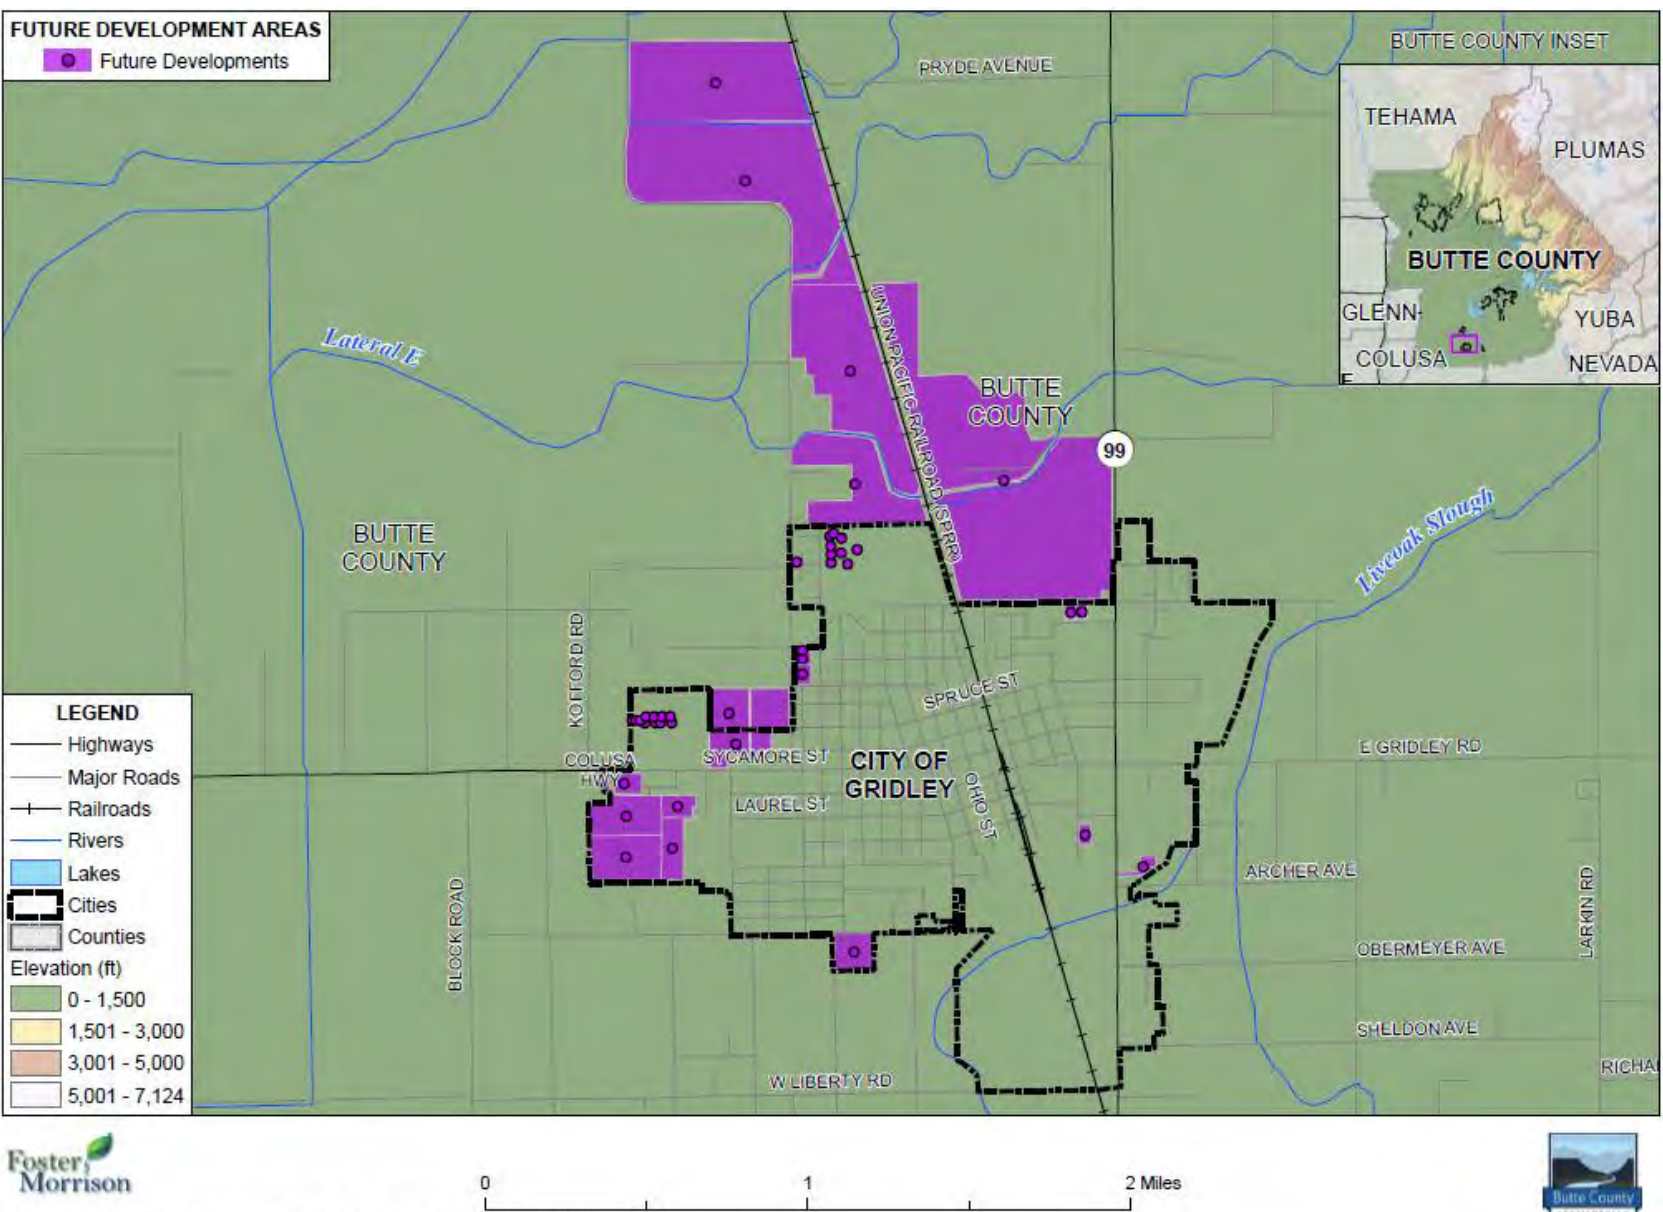 FUTURE DEVELOPMENT AREAS
Future Developments
PRYDE AVENUE
BUTTE COUNTY INSET
TEHAMA
PLUMAS
BUTTE COUNTY
GLENN
YUBA
COLUSA
NEVADA
Lateral E
UNION PACIFIC RAILROAD (SPRR)
BUTTE
COUNTY
99
BUTTE
COUNTY
Liveoak Slough
KOFFORD RD
SPRUCE ST
E GRIDLEY RD
COLUSA
HWY
SYCAMORE ST
CITY OF
GRIDLEY
LAUREL ST
OHIO ST
ARCHER AVE
BLOCK ROAD
LARKIN RD
OBERMEYER AVE
SHELDON AVE
W LIBERTY RD
RICHA
LEGEND
Highways
Major Roads
Railroads
Rivers
Lakes
Cities
Counties
Elevation (ft)
0 - 1,500
1,501 - 3,000
3,001 - 5,000
5,001 - 7,124
Foster
Morrison
0 1 2 Miles
Butte County